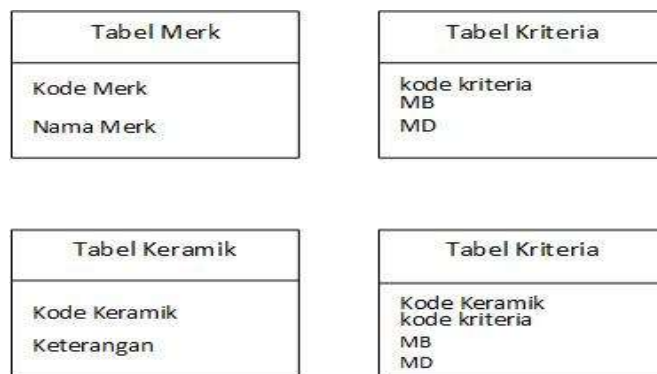 Tabel Merk
Kode Merk
Nama Merk
Tabel Kriteria
kode kriteria
MB
MD
Tabel Keramik
Kode Keramik
Keterangan
Tabel Kriteria
Kode Keramik
kode kriteria
MB
MD